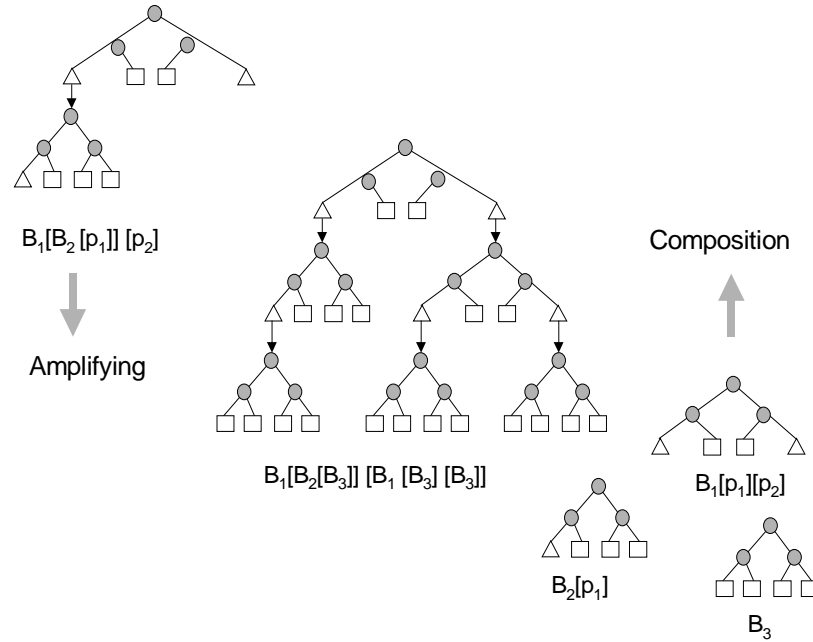 B₁[B₂ [p₁]] [p₂]
Amplifying
Composition
B₁[B₂[B₃]] [B₁ [B₃] [B₃]]
B₁[p₁][p₂]
B₂[p₁]
B₃